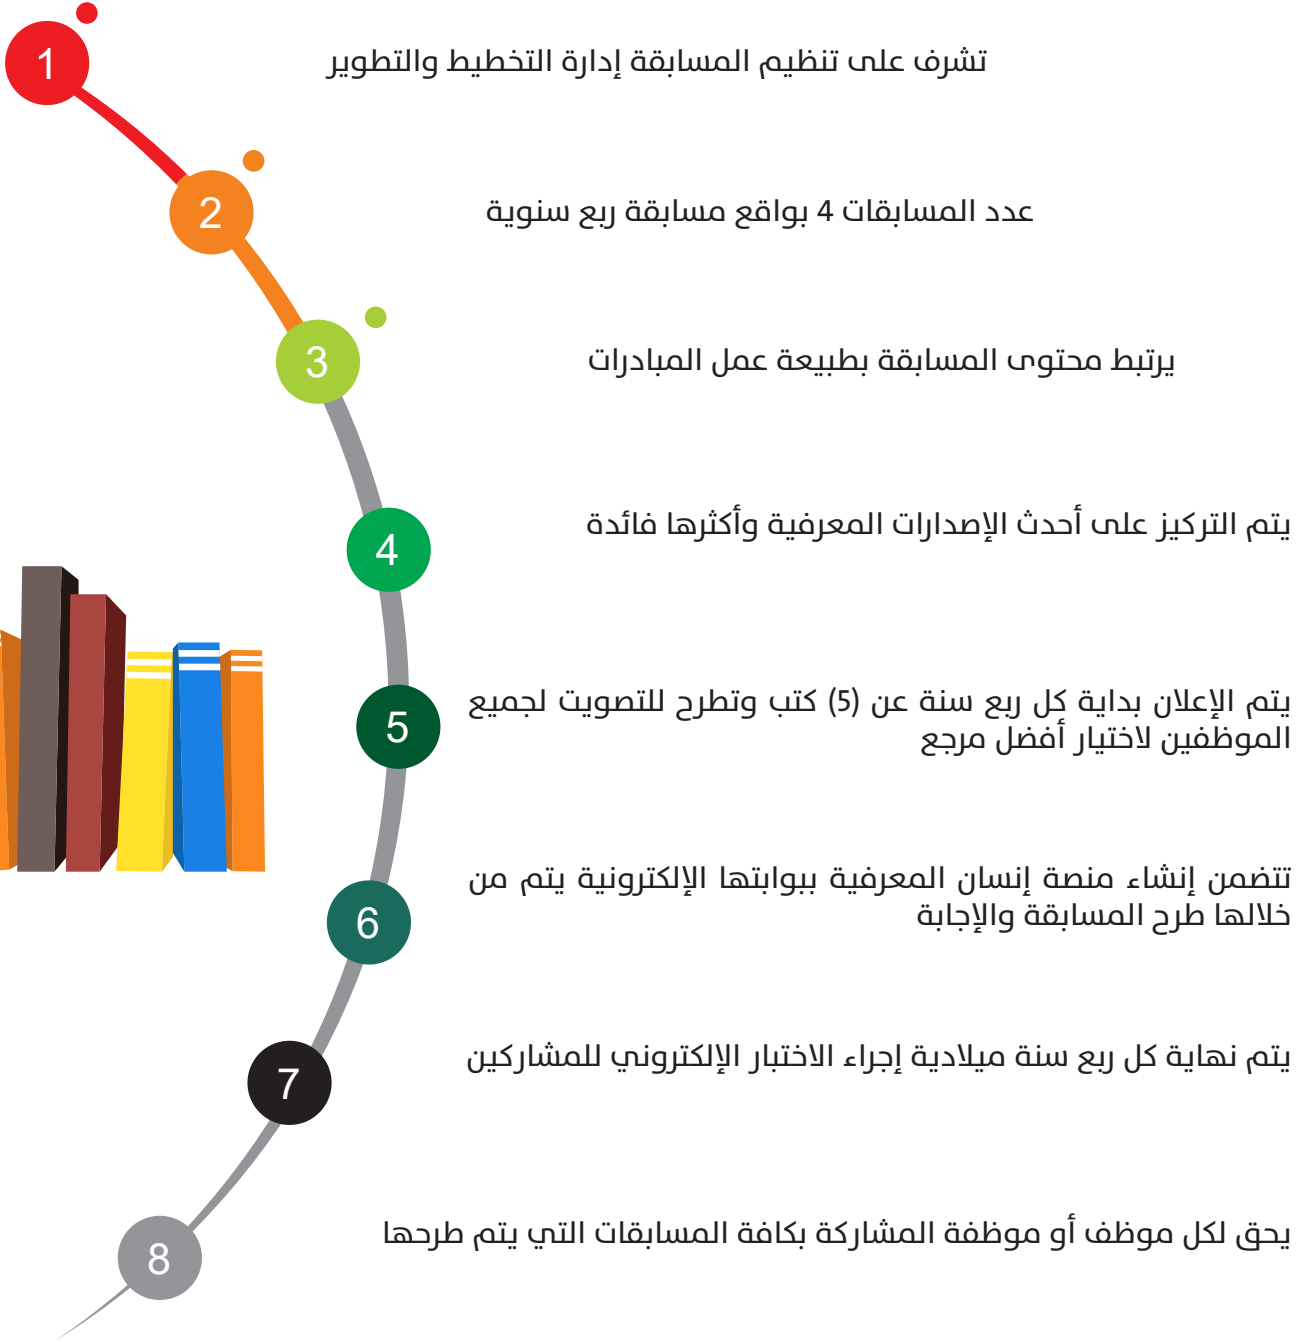 1
تشرف على تنظيم المسابقة إدارة التخطيط والتطوير
2
عدد المسابقات 4 بواقع مسابقة ربع سنوية
3
يرتبط محتوى المسابقة بطبيعة عمل المبادرات
4
يتم التركيز على أحدث الإصدارات المعرفية وأكثرها فائدة
5
يتم الإعلان بداية كل ربع سنة عن (5) كتب وتطرح للتصويت لجميع
الموظفين لاختيار أفضل مرجع
6
تتضمن إنشاء منصة إنسان المعرفية ببوابتها الإلكترونية يتم من
خلالها طرح المسابقة والإجابة
7
يتم نهاية كل ربع سنة ميلادية إجراء الاختبار الإلكتروني للمشاركين
8
يحق لكل موظف أو موظفة المشاركة بكافة المسابقات التي يتم طرحها